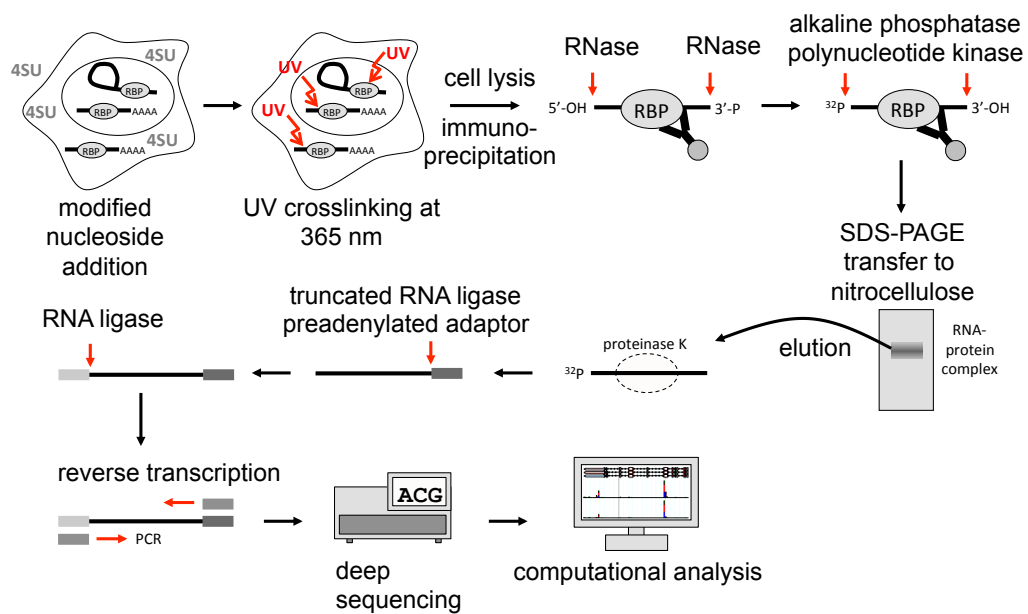 4SU
4SU
4SU
4SU
RBP
RBP
AAAA
RBP
AAAA
modified
nucleoside
addition
UV
UV
UV
RBP
RBP
AAAA
RBP
AAAA
UV crosslinking at
365 nm
cell lysis
immuno-
precipitation
RNase
RNase
5’-OH
RBP
3’-P
alkaline phosphatase
polynucleotide kinase
32P
RBP
3’-OH
SDS-PAGE
transfer to
nitrocellulose
RNA-
protein
complex
elution
proteinase K
32P
truncated RNA ligase
preadenylated adaptor
RNA ligase
reverse transcription
PCR
ACG
deep
sequencing
computational analysis